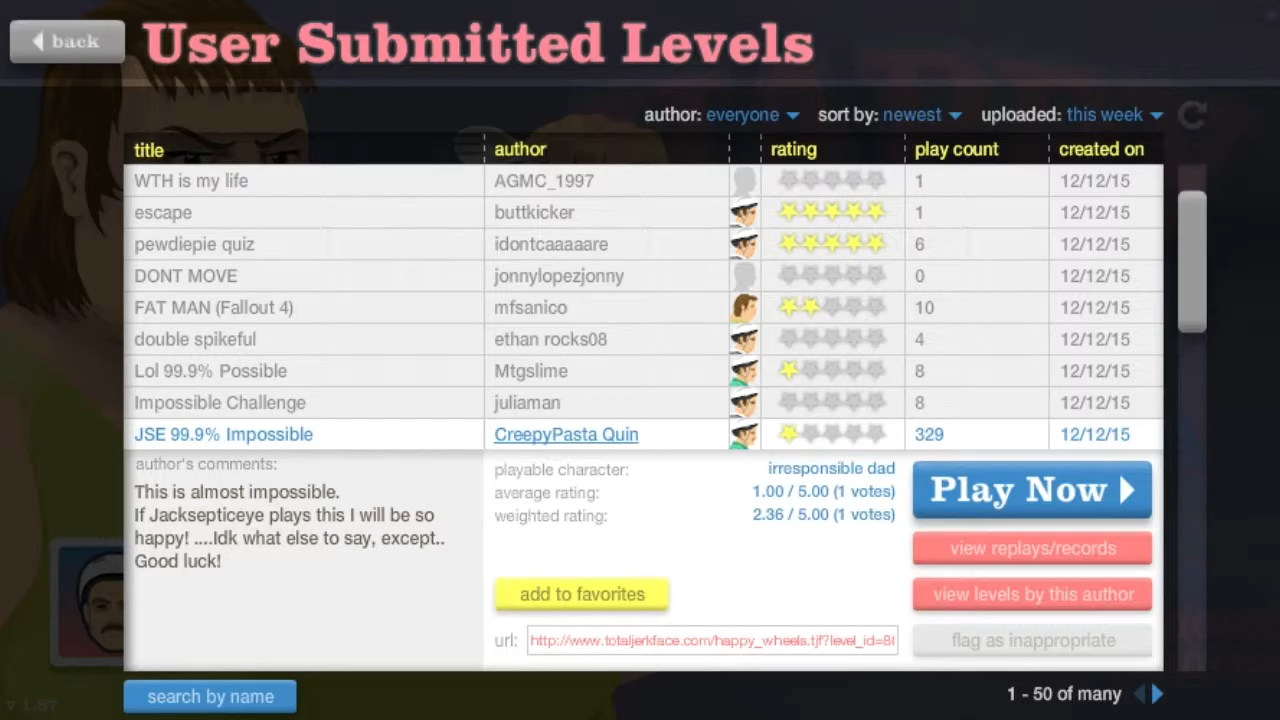 back
User Submitted Levels
author: everyone sort by: newest uploaded: this week
title author rating play count created on
WTH is my life AGMC_1997 1 12/12/15
escape buttkicker 1 12/12/15
pewdiepie quiz idontcaaaaare 6 12/12/15
DONT MOVE jonnylopezjonny 0 12/12/15
FAT MAN (Fallout 4) mfsanico 10 12/12/15
double spikeful ethan rocks08 4 12/12/15
Lol 99.9% Possible Mtgslime 8 12/12/15
Impossible Challenge juliaman 8 12/12/15
JSE 99.9% Impossible CreepyPasta Quin 329 12/12/15
author's comments:
This is almost impossible.
If Jacksepticeye plays this I will be so
happy! ....Idk what else to say, except..
Good luck!
playable character: irresponsible dad
average rating: 1.00 / 5.00 (1 votes)
weighted rating: 2.36 / 5.00 (1 votes)
add to favorites
url: http://www.totaljerkface.com/happy_wheels.tjf?level_id=8
Play Now
view replays/records
view levels by this author
flag as inappropriate
search by name
1 - 50 of many
v 1.87